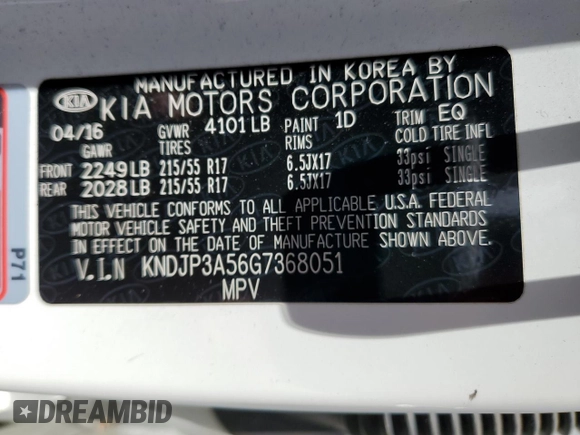 MANUFACTURED IN KOREA BY
KIA KIA MOTORS CORPORATION
04/16 GVWR 4101 LB PAINT 1D TRIM EQ
GAWR TIRES RIMS COLD TIRE INFL
FRONT 2249 LB 215/55 R17 6.5JX17 33psi SINGLE
REAR 2028 LB 215/55 R17 6.5JX17 33psi SINGLE
THIS VEHICLE CONFORMS TO ALL APPLICABLE U.S.A. FEDERAL
MOTOR VEHICLE SAFETY AND THEFT PREVENTION STANDARDS
IN EFFECT ON THE DATE OF MANUFACTURE SHOWN ABOVE.
V.I.N KNDJP3A56G7368051
MPV
P71
DREAMBID